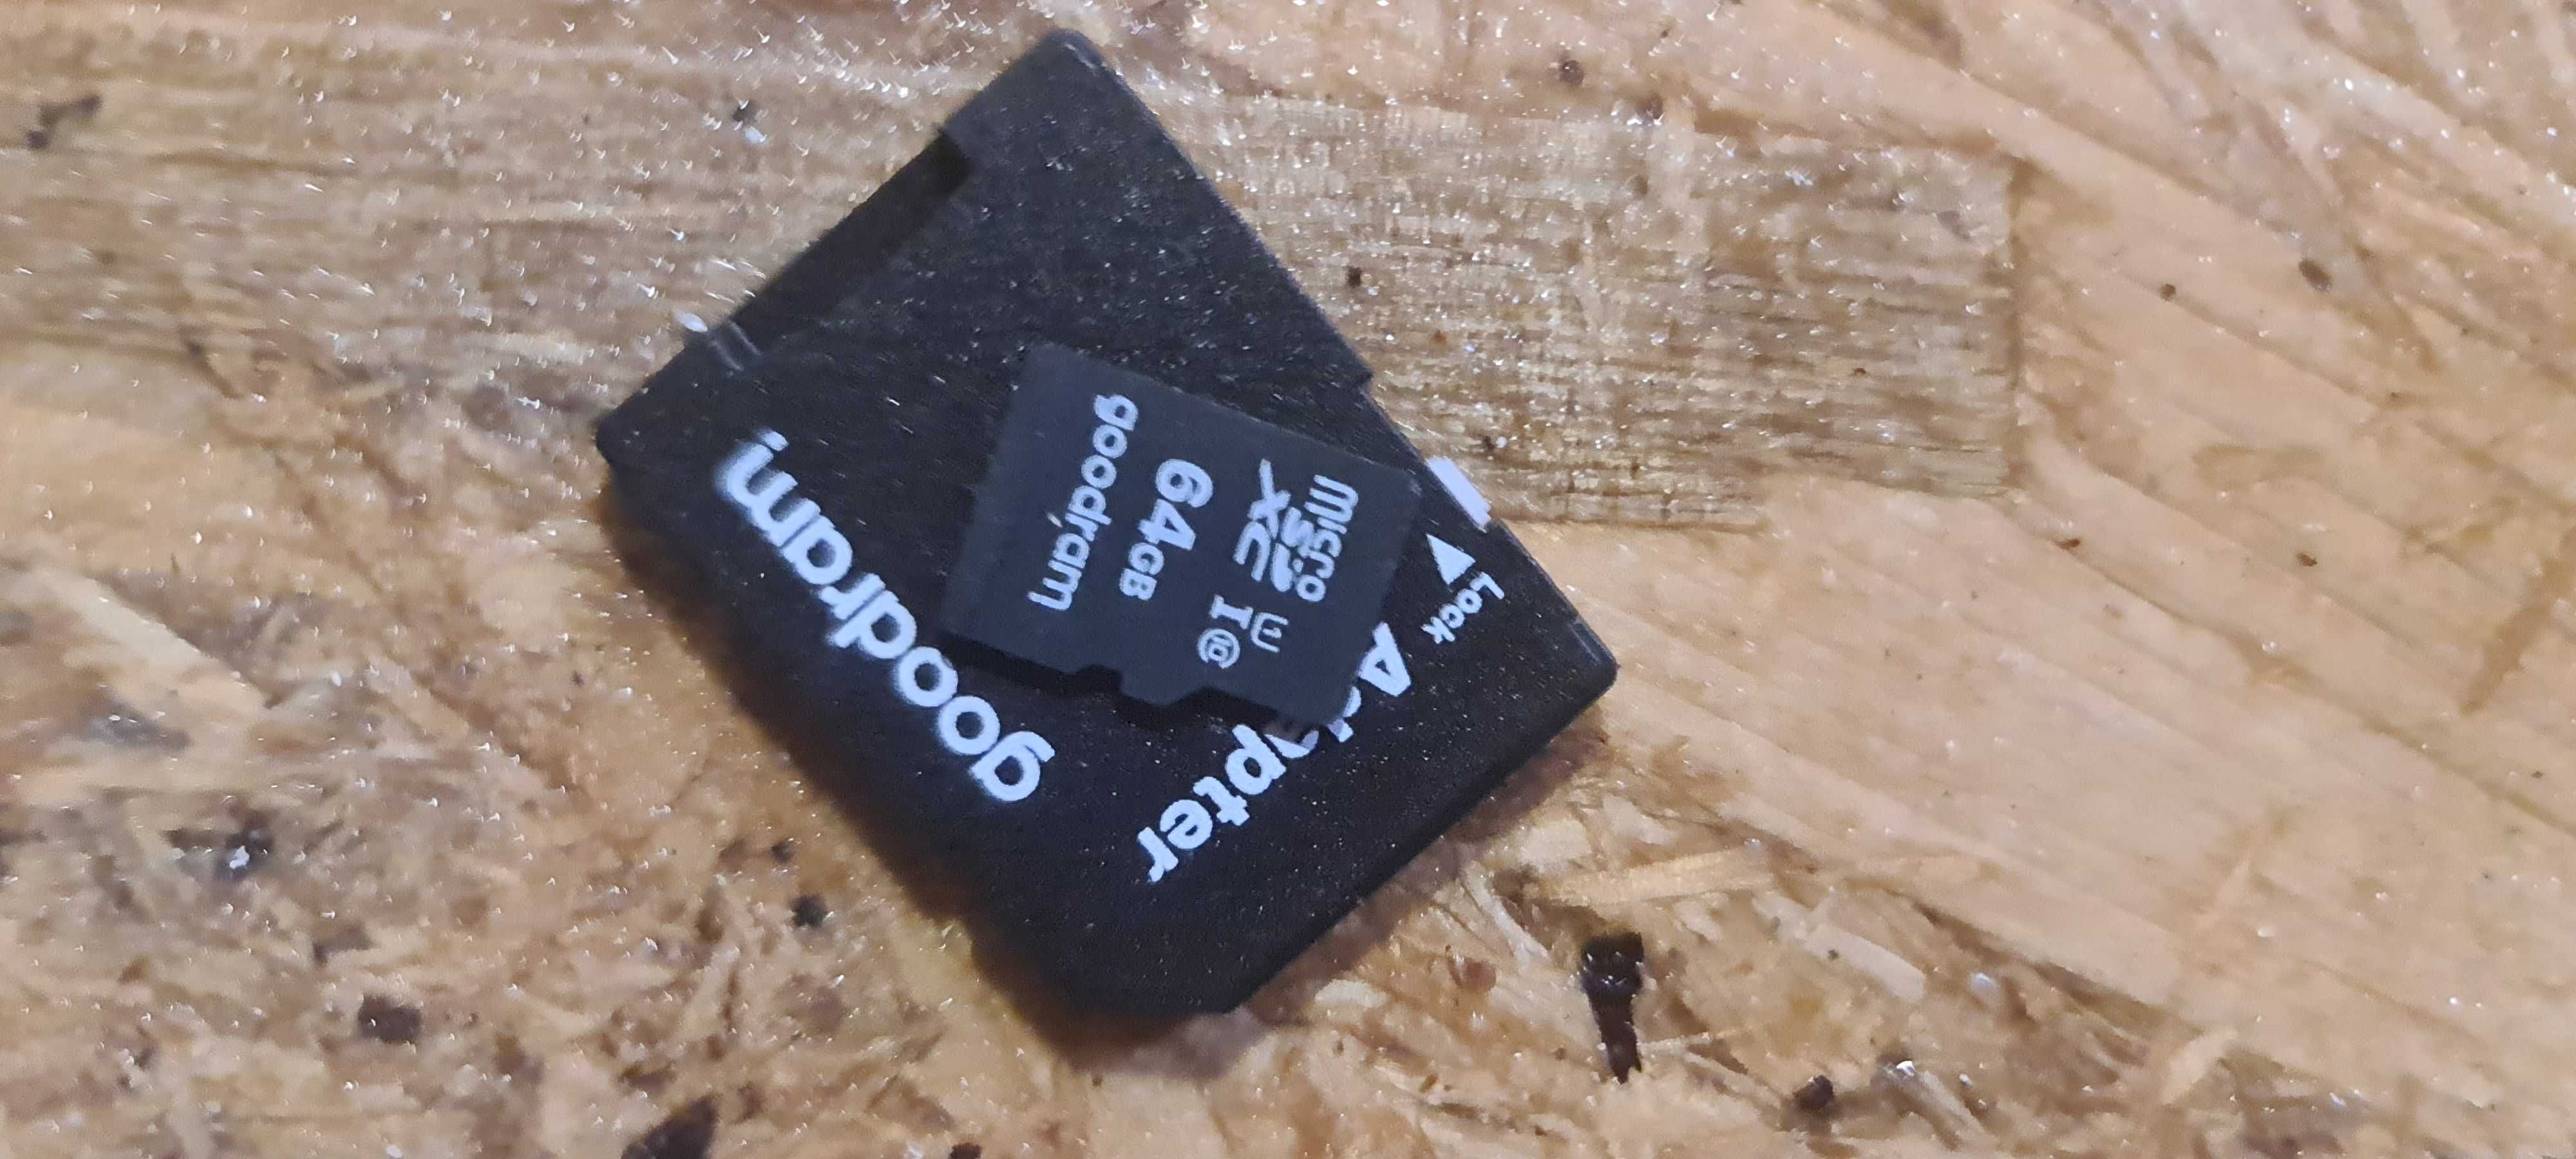 goodram
64GB
micro
SD
XC
I
U1
10
Lock
Adapter
goodram